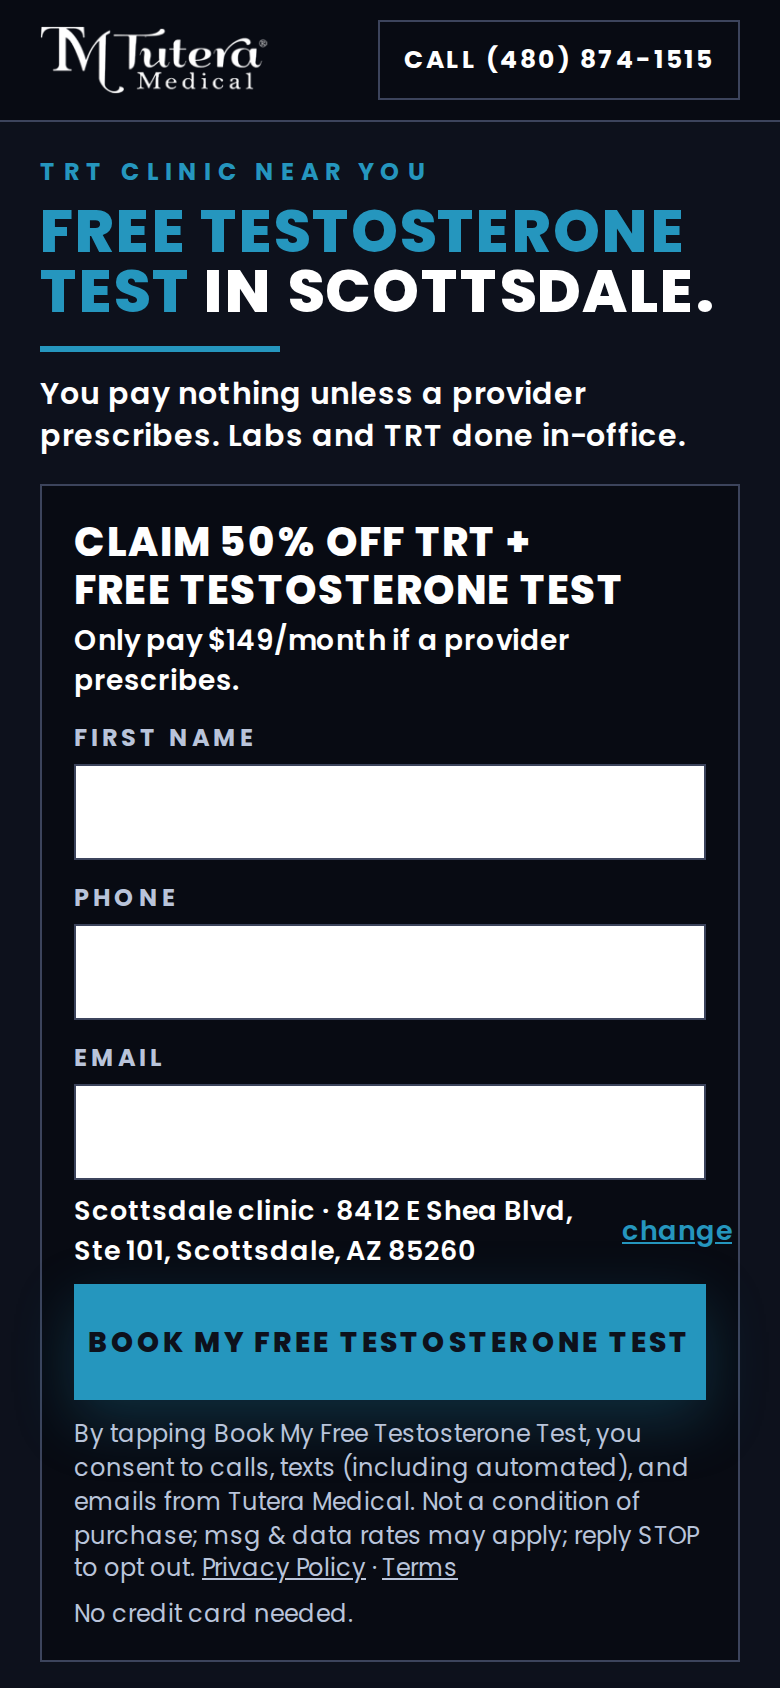 TM Tutera®
Medical
CALL (480) 874-1515
TRT CLINIC NEAR YOU
FREE TESTOSTERONE
TEST IN SCOTTSDALE.
You pay nothing unless a provider
prescribes. Labs and TRT done in-office.
CLAIM 50% OFF TRT +
FREE TESTOSTERONE TEST
Only pay $149/month if a provider
prescribes.
FIRST NAME
PHONE
EMAIL
Scottsdale clinic · 8412 E Shea Blvd,
Ste 101, Scottsdale, AZ 85260
change
BOOK MY FREE TESTOSTERONE TEST
By tapping Book My Free Testosterone Test, you
consent to calls, texts (including automated), and
emails from Tutera Medical. Not a condition of
purchase; msg & data rates may apply; reply STOP
to opt out. Privacy Policy · Terms
No credit card needed.